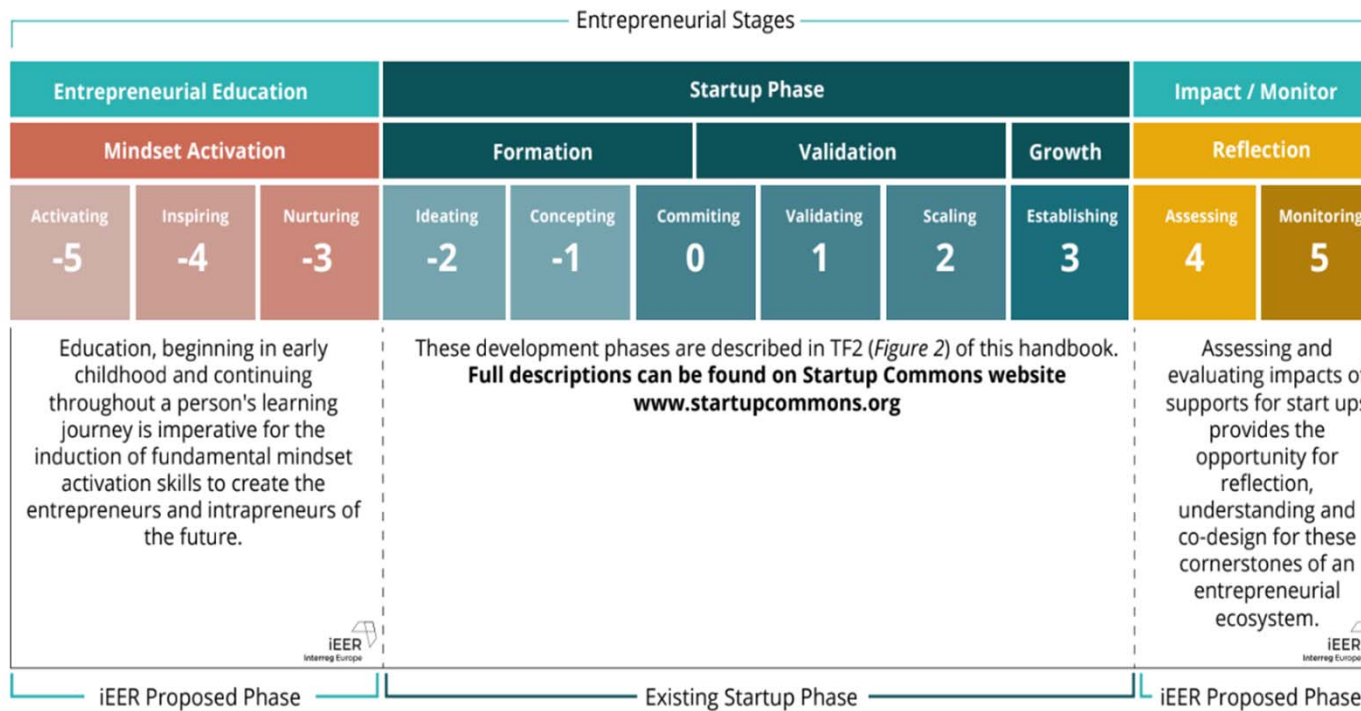 Entrepreneurial Stages
Entrepreneurial Education
Startup Phase
Impact / Monitor
Mindset Activation
Formation
Validation
Growth
Reflection
Activating
-5
Inspiring
-4
Nurturing
-3
Ideating
-2
Concepting
-1
Commiting
0
Validating
1
Scaling
2
Establishing
3
Assessing
4
Monitoring
5
Education, beginning in early
childhood and continuing
throughout a person's learning
journey is imperative for the
induction of fundamental mindset
activation skills to create the
entrepreneurs and intrapreneurs of
the future.
iEER
Interreg Europe
These development phases are described in TF2 (Figure 2) of this handbook.
Full descriptions can be found on Startup Commons website
www.startupcommons.org
Assessing and
evaluating impacts of
supports for start ups
provides the
opportunity for
reflection,
understanding and
co-design for these
cornerstones of an
entrepreneurial
ecosystem.
iEER
Interreg Europe
iEER Proposed Phase
Existing Startup Phase
iEER Proposed Phase